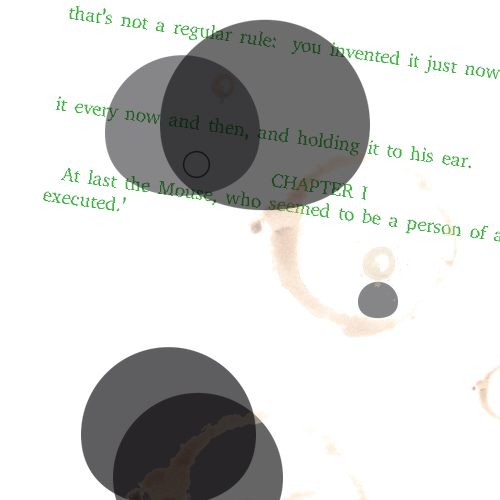 that's not a regular rule: you invented it just now
it every now and then, and holding it to his ear.
CHAPTER I
At last the Mouse, who seemed to be a person of a
executed.'